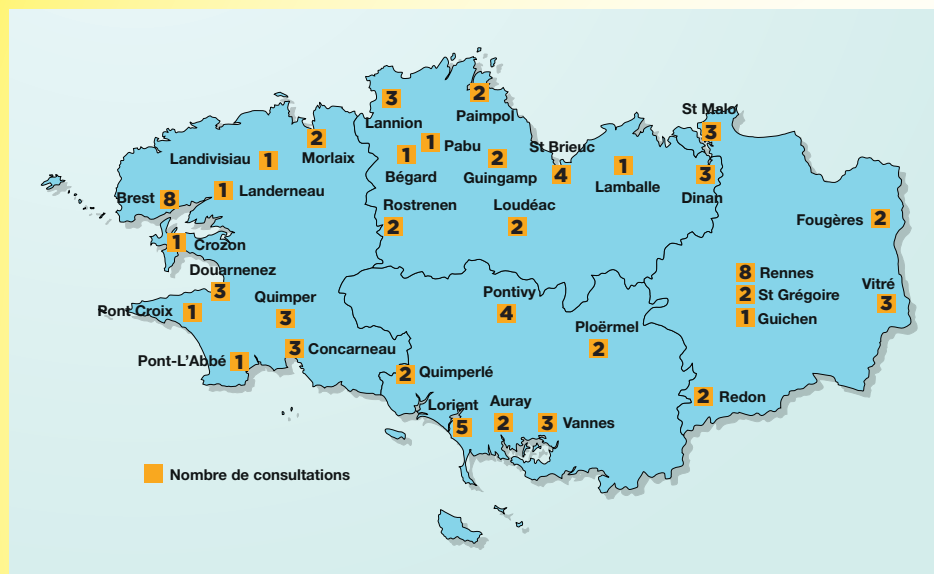 St Malo
3
3
Lannion
2
Paimpol
2
Morlaix
1
Pabu
St Brieuc
4
Landivisiau
1
1
Bégard
2
Guingamp
1
Lamballe
3
Dinan
Brest
8
1
Landerneau
Rostrenen
2
Loudéac
2
Fougères
2
1
Crozon
Douarnenez
3
8
Rennes
2
St Grégoire
1
Guichen
Vitré
3
Pont Croix
1
Quimper
3
Pontivy
4
Ploërmel
2
Pont-L'Abbé
1
3
Concarneau
2
Quimperlé
2
Redon
Lorient
5
Auray
2
3
Vannes
Nombre de consultations